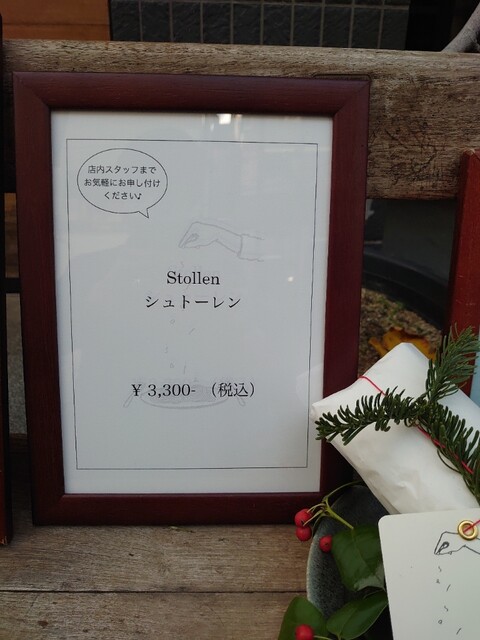 店内スタッフまで
お気軽にお申し付け
ください♪
Stollen
シュトーレン
¥ 3,300- （税込）